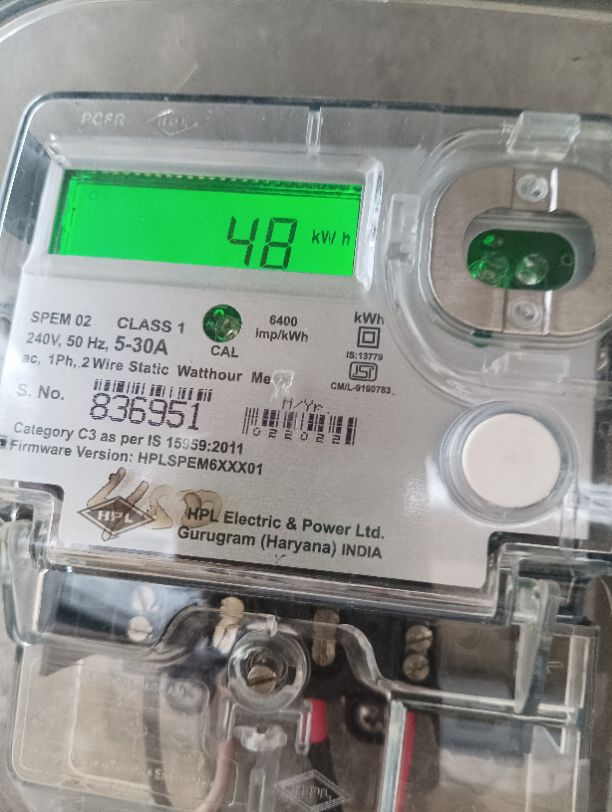 PCER HPL
48 kWh
SPEM 02 CLASS 1
6400
imp/kWh
kWh
240V, 50 Hz, 5-30A
CAL
IS:13779
ac, 1Ph,.2 Wire Static Watthour Me
CM/L-9190783
S. No.
836951
M/Yr
Category C3 as per IS 15959:2011
Firmware Version: HPLSPEM6XXX01
HPL
HPL Electric & Power Ltd.
Gurugram (Haryana) INDIA